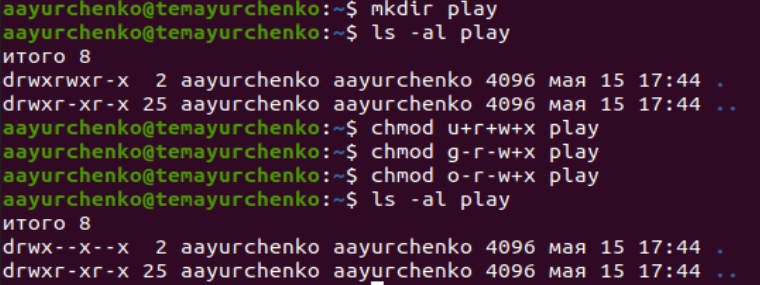 aayurchenko@temayurchenko:~$ mkdir play
aayurchenko@temayurchenko:~$ ls -al play
итого 8
drwxrwxr-x  2 aayurchenko aayurchenko 4096 мая 15 17:44 .
drwxr-xr-x 25 aayurchenko aayurchenko 4096 мая 15 17:44 ..
aayurchenko@temayurchenko:~$ chmod u+r+w+x play
aayurchenko@temayurchenko:~$ chmod g-r-w+x play
aayurchenko@temayurchenko:~$ chmod o-r-w+x play
aayurchenko@temayurchenko:~$ ls -al play
итого 8
drwx--x--x  2 aayurchenko aayurchenko 4096 мая 15 17:44 .
drwxr-xr-x 25 aayurchenko aayurchenko 4096 мая 15 17:44 ..